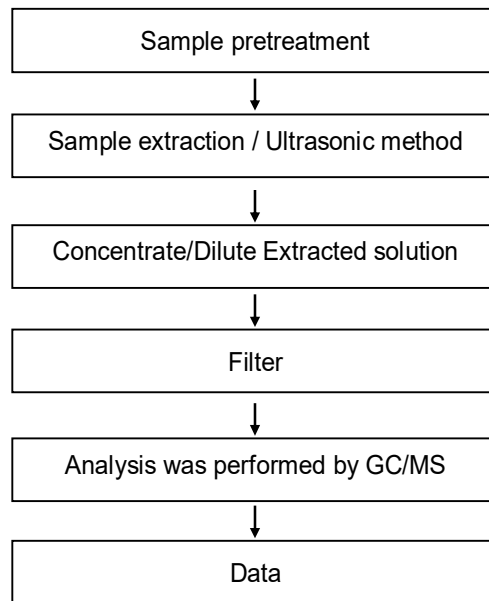 Sample pretreatment
Sample extraction / Ultrasonic method
Concentrate/Dilute Extracted solution
Filter
Analysis was performed by GC/MS
Data